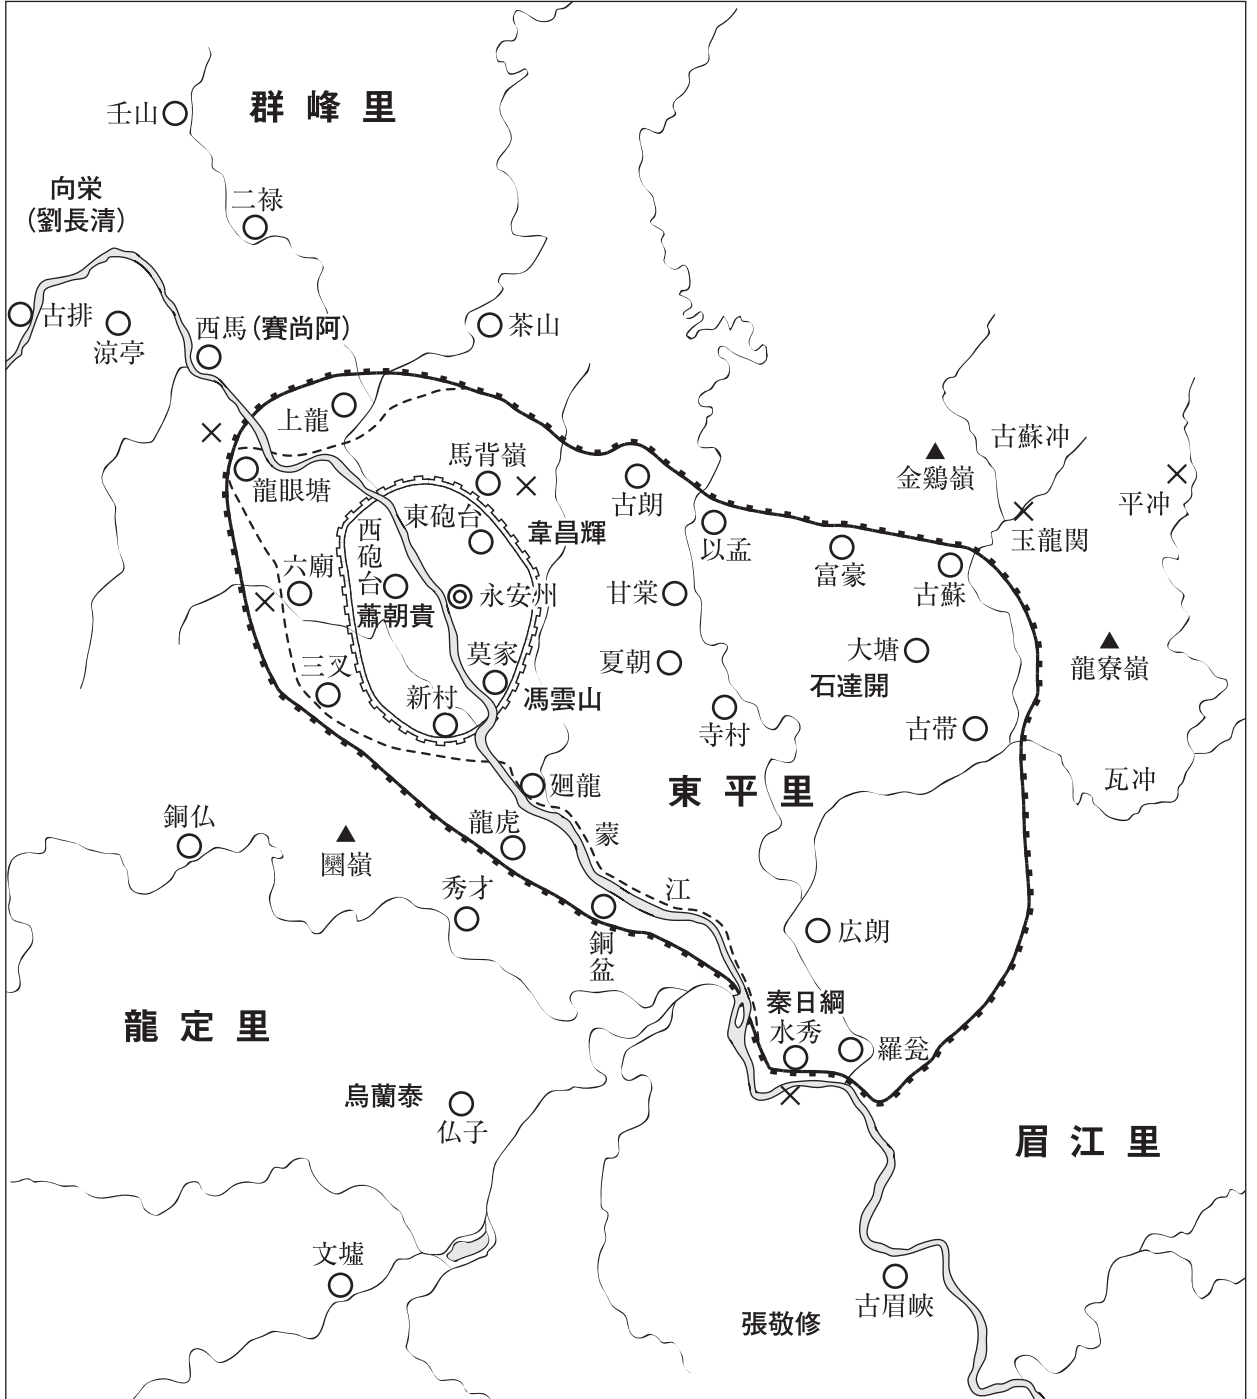 群峰里
壬山
向栄
(劉長清)
二禄
古排
涼亭
西馬(賽尚阿)
茶山
上龍
龍眼塘
馬背嶺
東砲台
西砲台
韋昌輝
六廟
永安州
蕭朝貴
莫家
三叉
新村
馮雲山
古朗
以孟
甘棠
夏朝
寺村
富豪
古蘇
大塘
石達開
古帯
金鷄嶺
古蘇冲
玉龍関
平冲
龍寮嶺
瓦冲
東平里
廻龍
龍虎
蒙江
銅仏
嶺
秀才
銅盆
広朗
秦日綱
水秀
羅瓮
龍定里
烏蘭泰
仏子
眉江里
文墟
古眉峽
張敬修